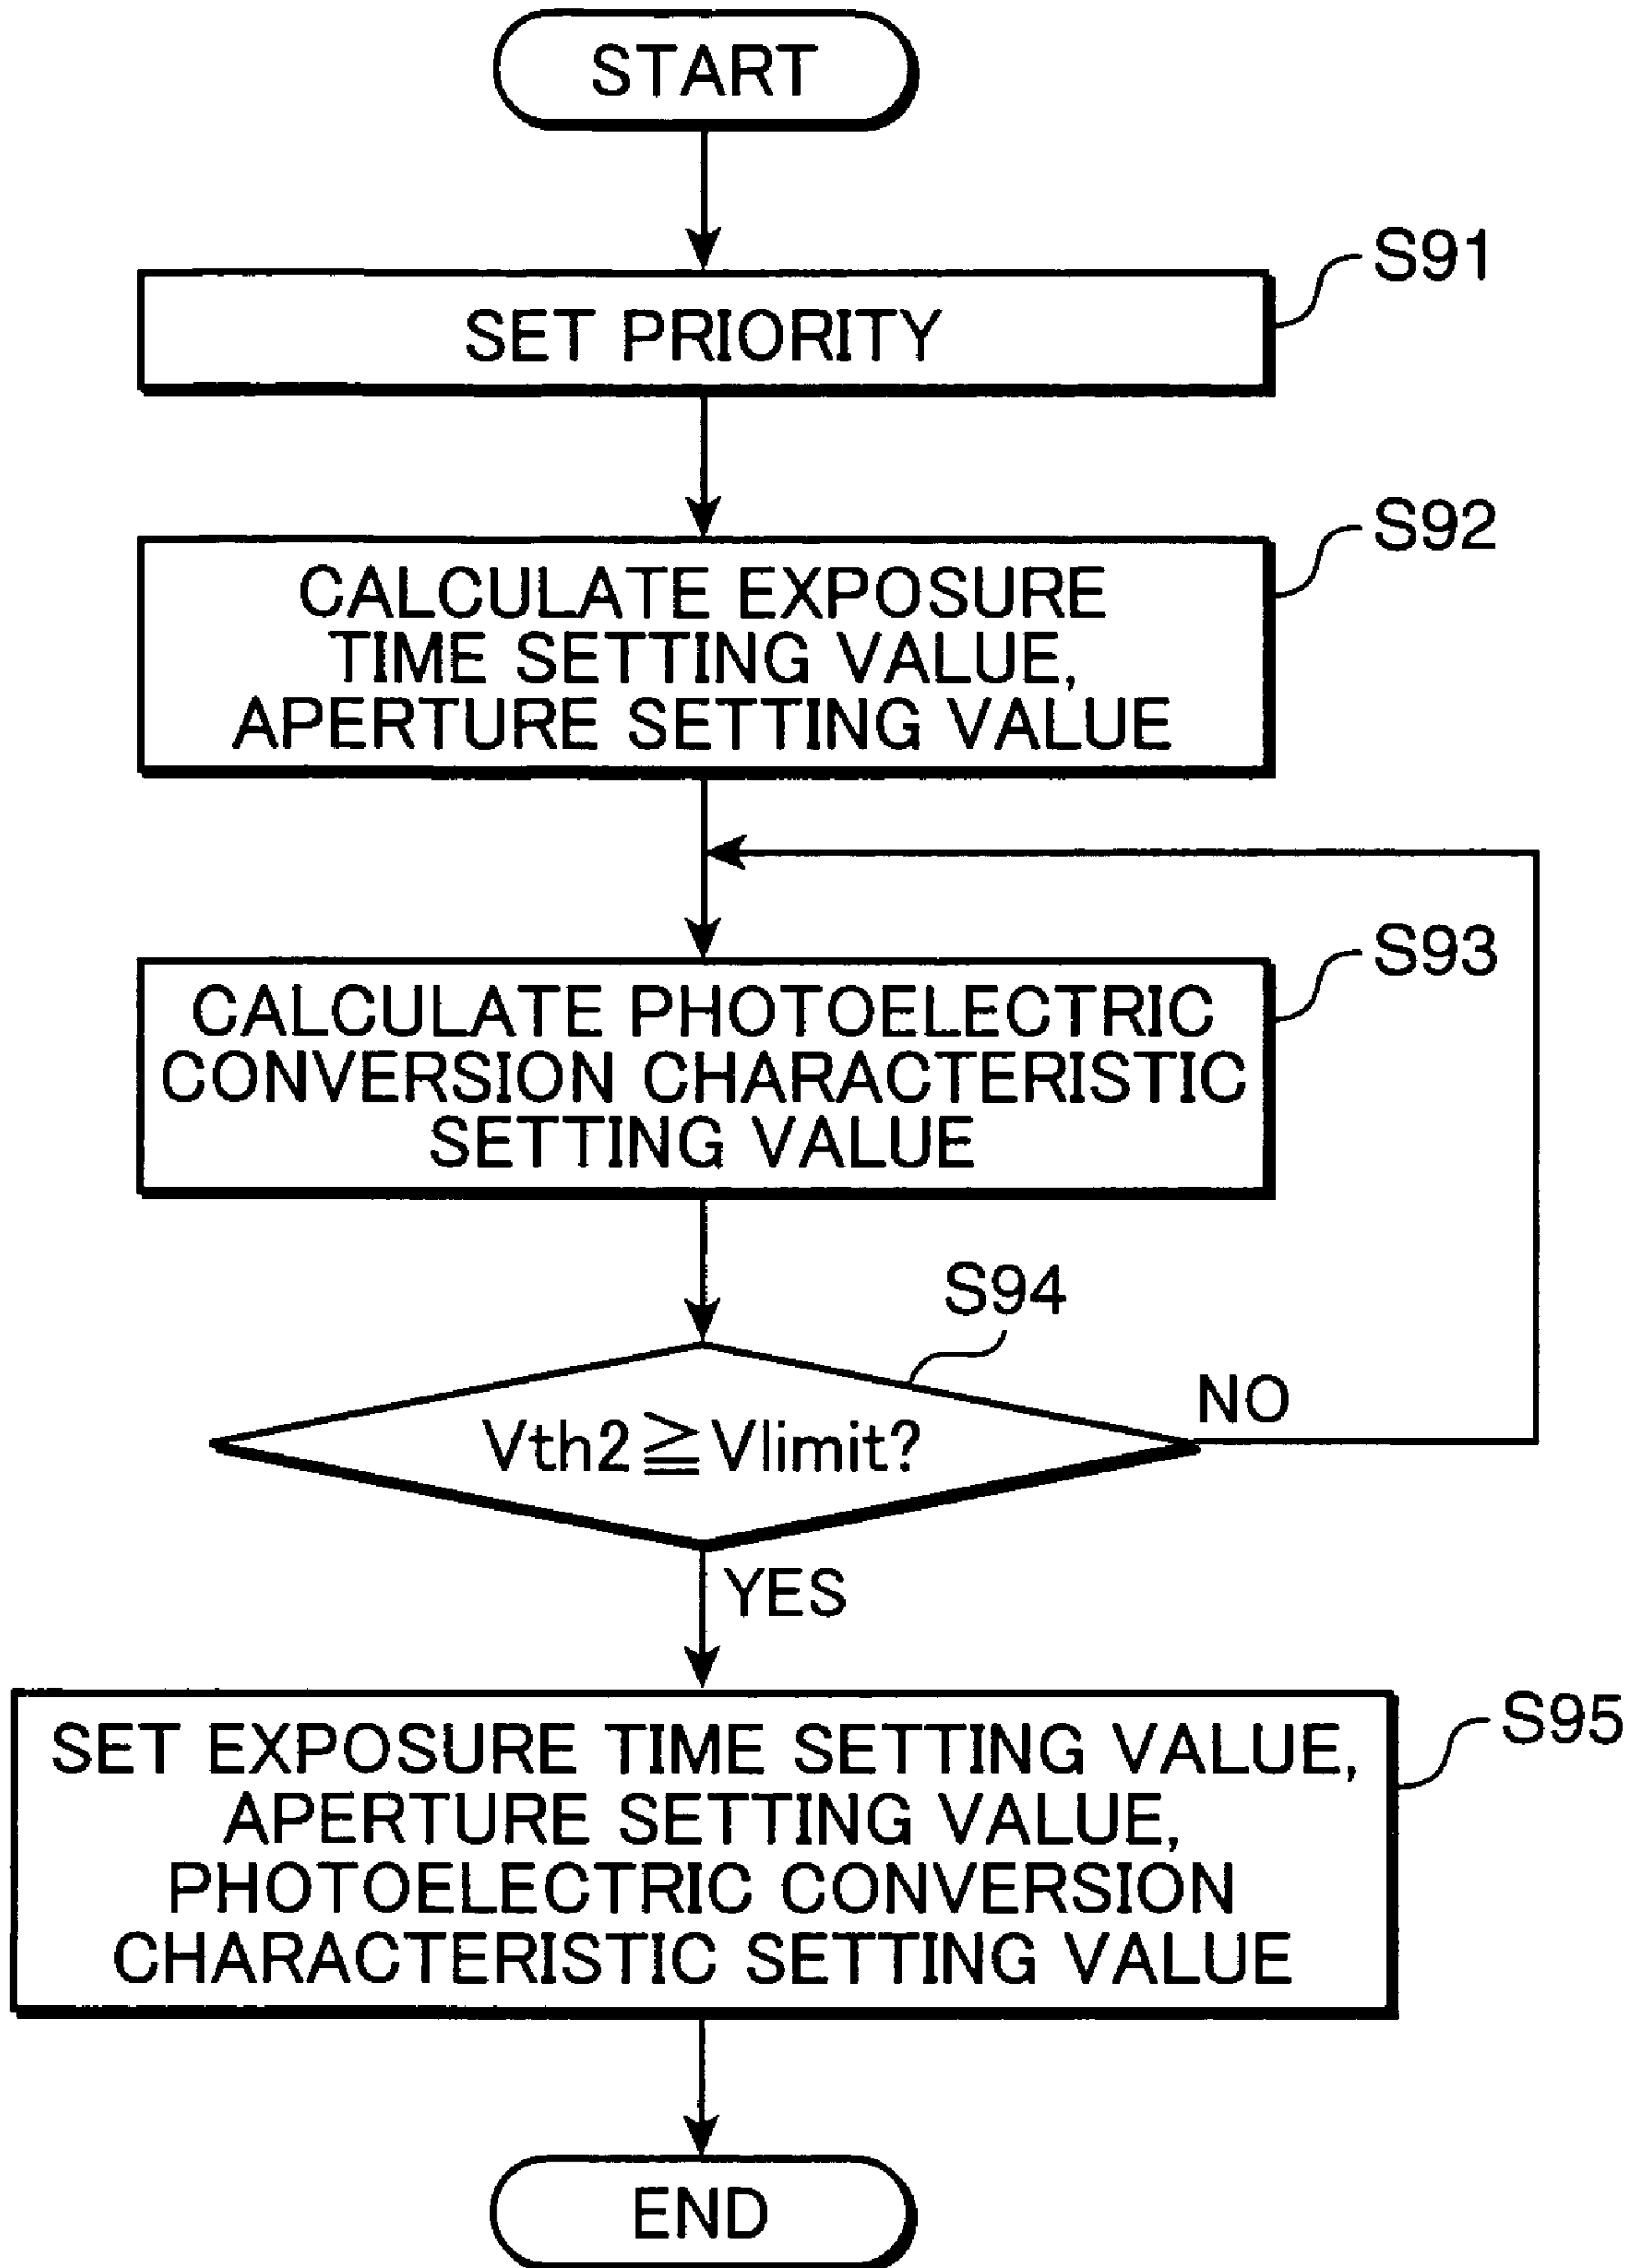 START
S91
SET PRIORITY
S92
CALCULATE EXPOSURE
TIME SETTING VALUE,
APERTURE SETTING VALUE
S93
CALCULATE PHOTOELECTRIC
CONVERSION CHARACTERISTIC
SETTING VALUE
S94
Vth2≧Vlimit?
NO
YES
S95
SET EXPOSURE TIME SETTING VALUE,
APERTURE SETTING VALUE,
PHOTOELECTRIC CONVERSION
CHARACTERISTIC SETTING VALUE
END